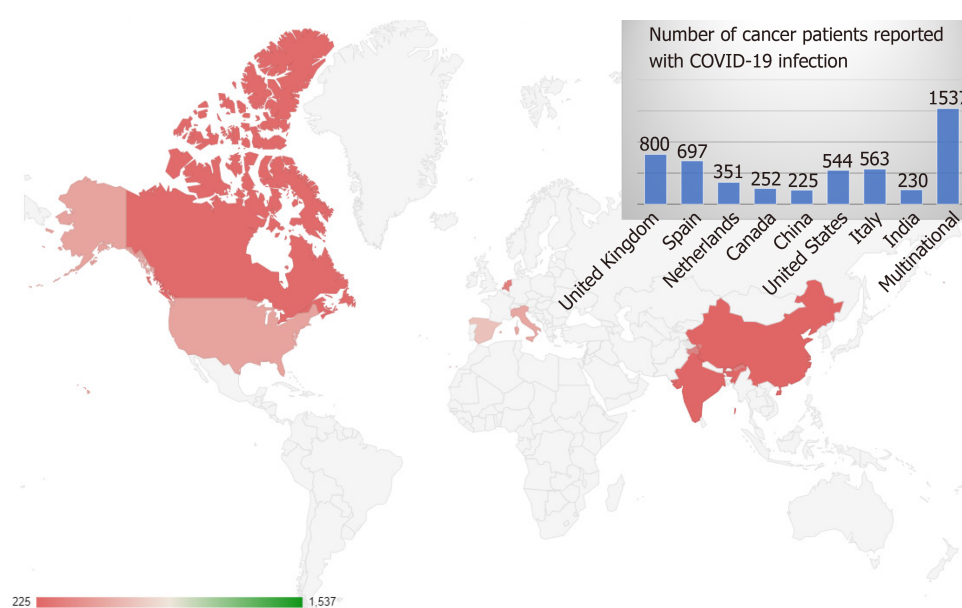 Number of cancer patients reported
with COVID-19 infection
800
697
351
252
225
544
563
230
1537
United Kingdom
Spain
Netherlands
Canada
China
United States
Italy
India
Multinational
225
1,537